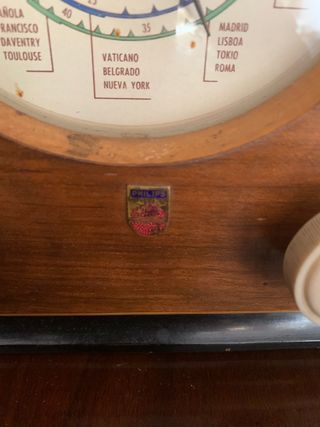 AÑOLA
FRANCISCO
DAVENTRY
TOULOUSE
40
35
VATICANO
BELGRADO
NUEVA YORK
MADRID
LISBOA
TOKIO
ROMA
PHILIPS